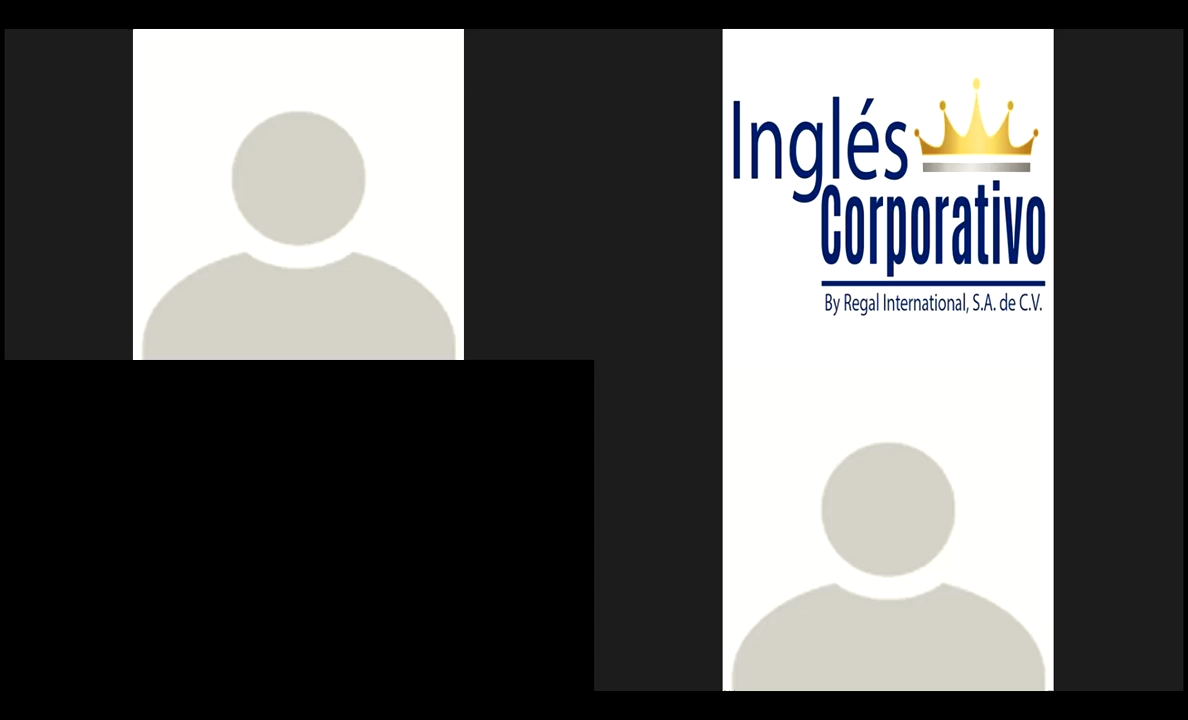 Inglés
Corporativo
By Regal International, S.A. de C.V.